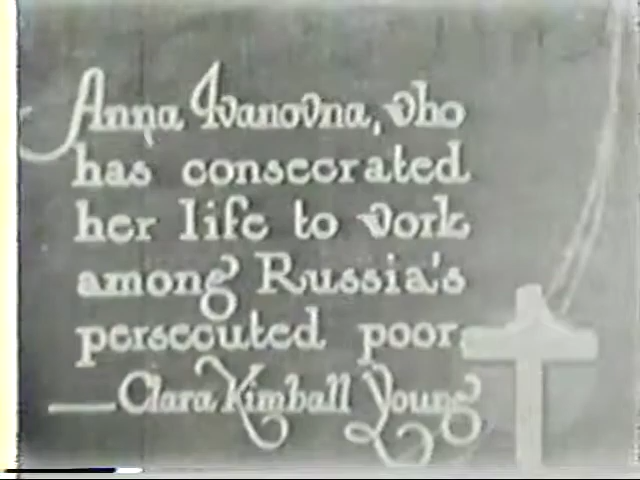 Anna Ivanovna, who
has consecrated
her life to work
among Russia's
persecuted poor.
—Clara Kimball Young